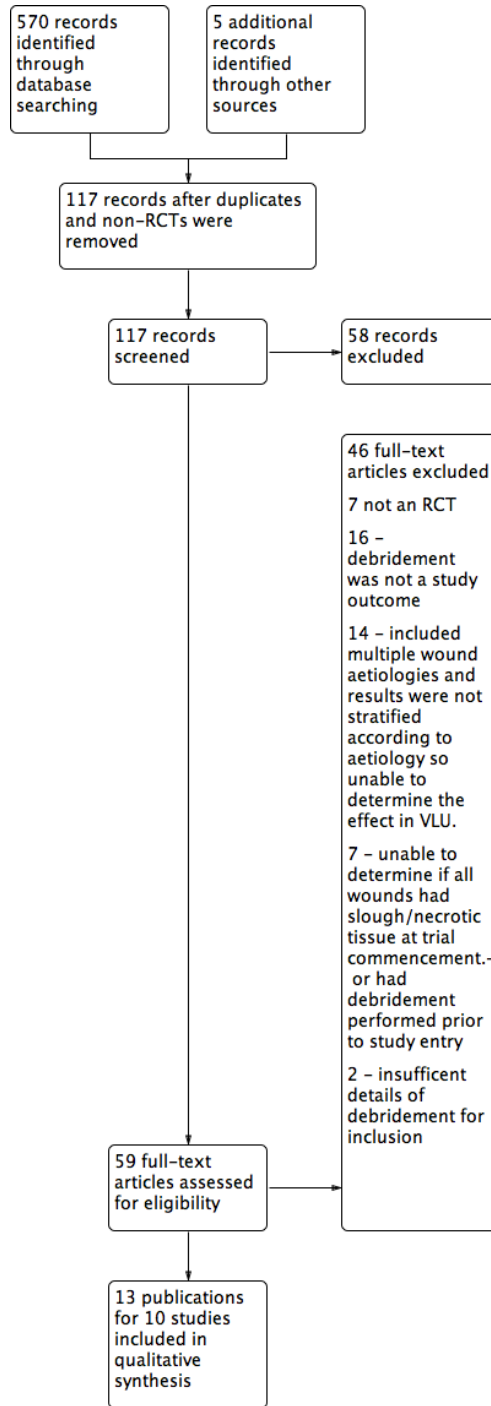 570 records
identified
through
database
searching
5 additional
records
identified
through other
sources
117 records after duplicates
and non-RCTs were
removed
117 records
screened
58 records
excluded
46 full-text
articles excluded
7 not an RCT
16 -
debridement
was not a study
outcome
14 - included
multiple wound
aetiologies and
results were not
stratified
according to
aetiology so
unable to
determine the
effect in VLU.
7 - unable to
determine if all
wounds had
slough/necrotic
tissue at trial
commencement.-
or had
debridement
performed prior
to study entry
2 - insufficent
details of
debridement for
inclusion
59 full-text
articles assessed
for eligibility
13 publications
for 10 studies
included in
qualitative
synthesis